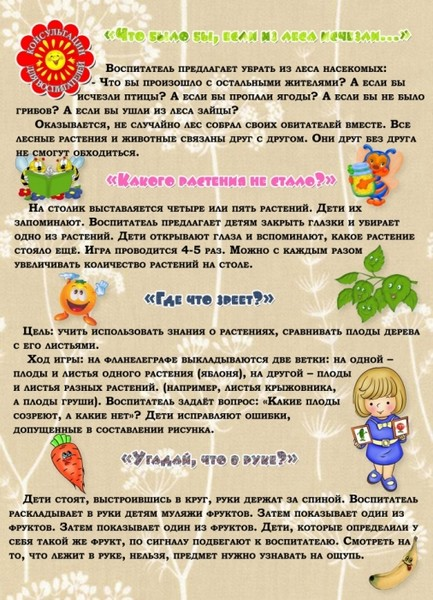 КОНСУЛЬТАЦИИ
ДЛЯ ВОСПИТАТЕЛЕЙ
«Что было бы, если из леса исчезли...»
Воспитатель предлагает убрать из леса насекомых:
- Что бы произошло с остальными жителями? А если бы
исчезли птицы? А если бы пропали ягоды? А если бы не было
грибов? А если бы ушли из леса зайцы?
Оказывается, не случайно лес собрал своих обитателей вместе. Все
лесные растения и животные связаны друг с другом. Они друг без друга
не смогут обходиться.
«Какого растения не стало?»
На столик выставляется четыре или пять растений. Дети их
запоминают. Воспитатель предлагает детям закрыть глазки и убирает
одно из растений. Дети открывают глаза и вспоминают, какое растение
стояло ещё. Игра проводится 4-5 раз. Можно с каждым разом
увеличивать количество растений на столе.
«Где что зреет?»
Цель: учить использовать знания о растениях, сравнивать плоды дерева
с его листьями.
Ход игры: на фланелеграфе выкладываются две ветки: на одной –
плоды и листья одного растения (яблоня), на другой – плоды
и листья разных растений. (например, листья крыжовника,
а плоды груши). Воспитатель задаёт вопрос: «Какие плоды
созреют, а какие нет»? Дети исправляют ошибки,
допущенные в составлении рисунка.
«Угадай, что в руке?»
Дети стоят, выстроившись в круг, руки держат за спиной. Воспитатель
раскладывает в руки детям муляжи фруктов. Затем показывает один из
фруктов. Затем показывает один из фруктов. Дети, которые определили у
себя такой же фрукт, по сигналу подбегают к воспитателю. Смотреть на
то, что лежит в руке, нельзя, предмет нужно узнавать на ощупь.